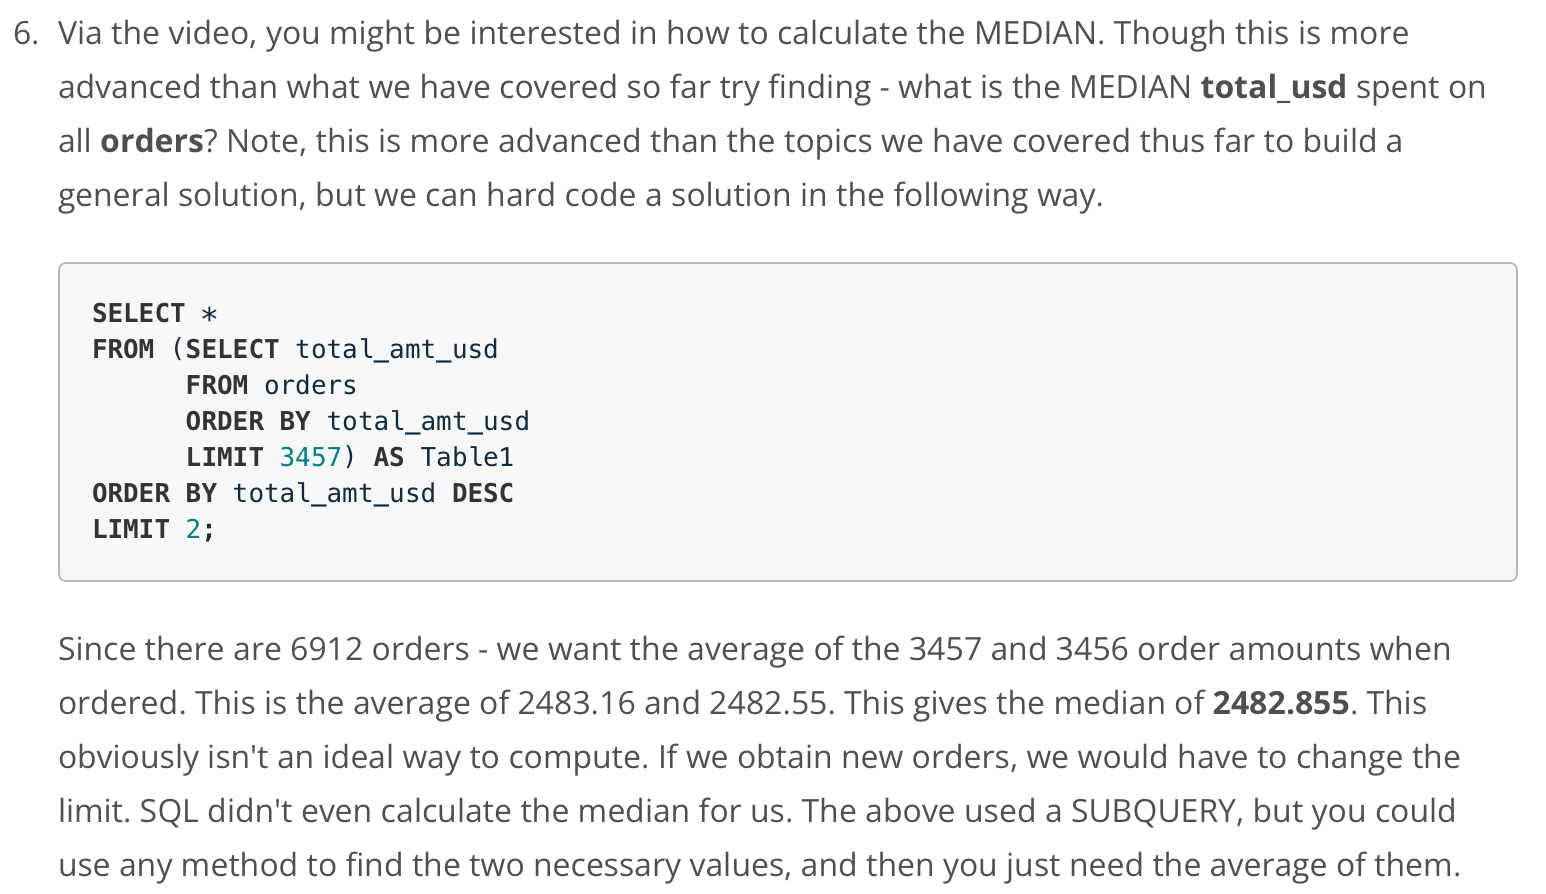 6. Via the video, you might be interested in how to calculate the MEDIAN. Though this is more
advanced than what we have covered so far try finding - what is the MEDIAN total_usd spent on
all orders? Note, this is more advanced than the topics we have covered thus far to build a
general solution, but we can hard code a solution in the following way.
SELECT *
FROM (SELECT total_amt_usd
      FROM orders
      ORDER BY total_amt_usd
      LIMIT 3457) AS Table1
ORDER BY total_amt_usd DESC
LIMIT 2;
Since there are 6912 orders - we want the average of the 3457 and 3456 order amounts when
ordered. This is the average of 2483.16 and 2482.55. This gives the median of 2482.855. This
obviously isn't an ideal way to compute. If we obtain new orders, we would have to change the
limit. SQL didn't even calculate the median for us. The above used a SUBQUERY, but you could
use any method to find the two necessary values, and then you just need the average of them.